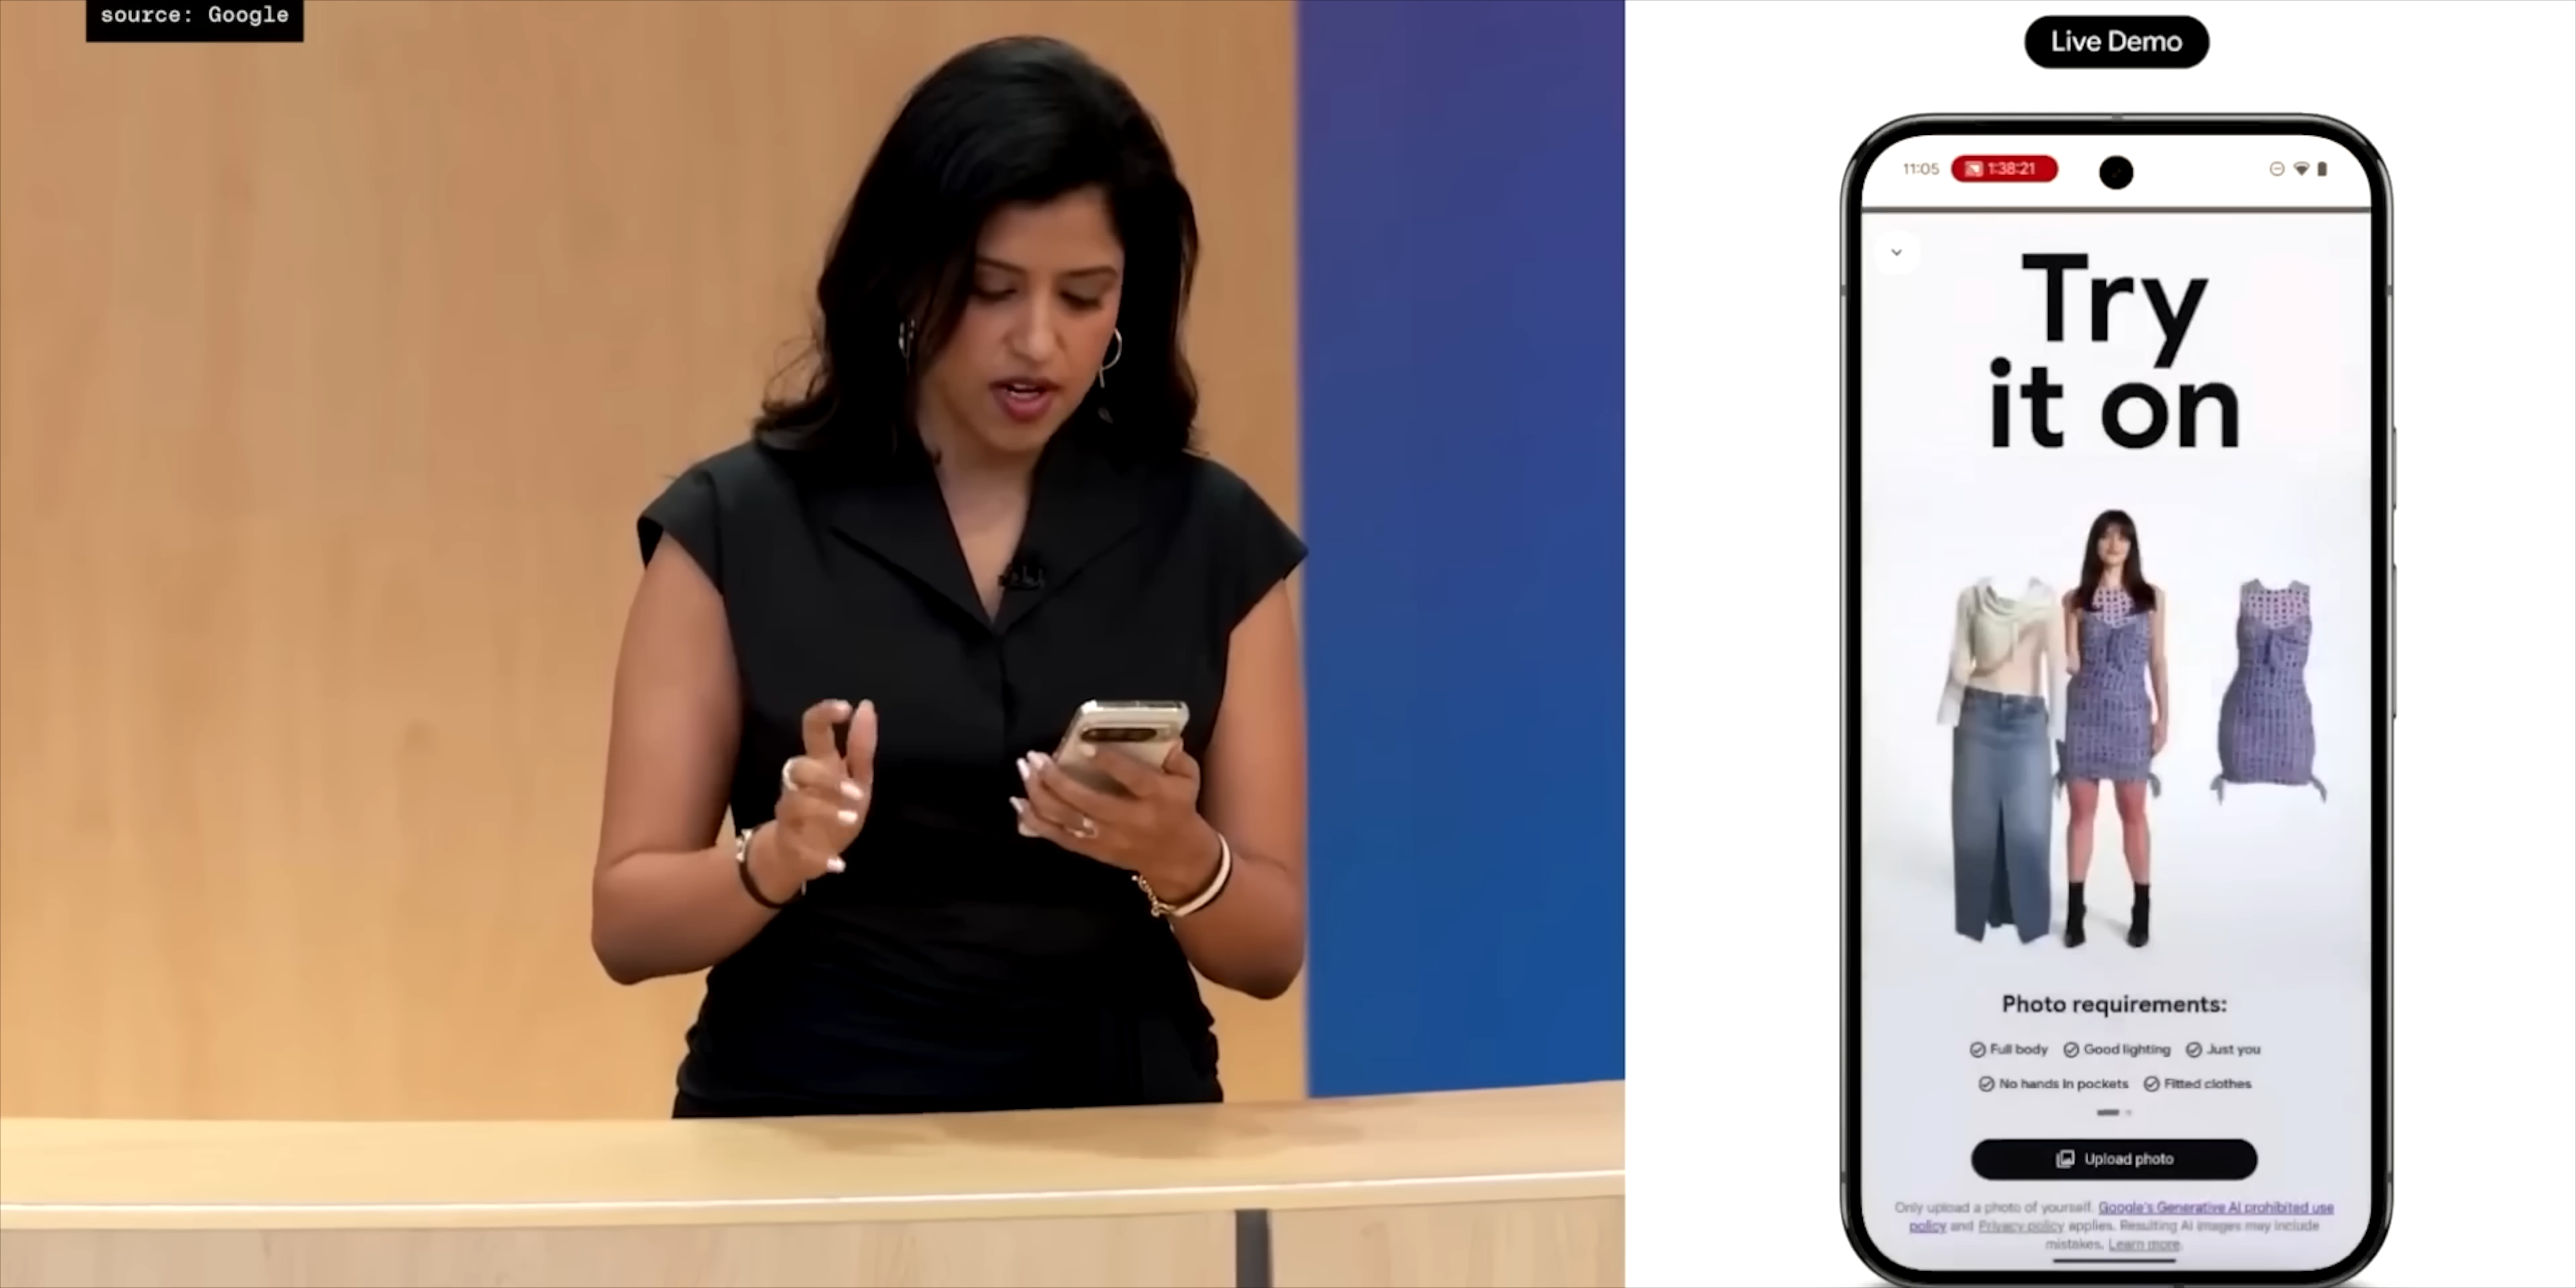 source: Google
Live Demo
11:05
1:38:21
Try
it on
Photo requirements:
Full body Good lighting Just you
No hands in pockets Fitted clothes
Upload photo
Only upload a photo of yourself. Google's Generative AI prohibited use
policy and Privacy policy applies. Resulting AI images may include
mistakes. Learn more.